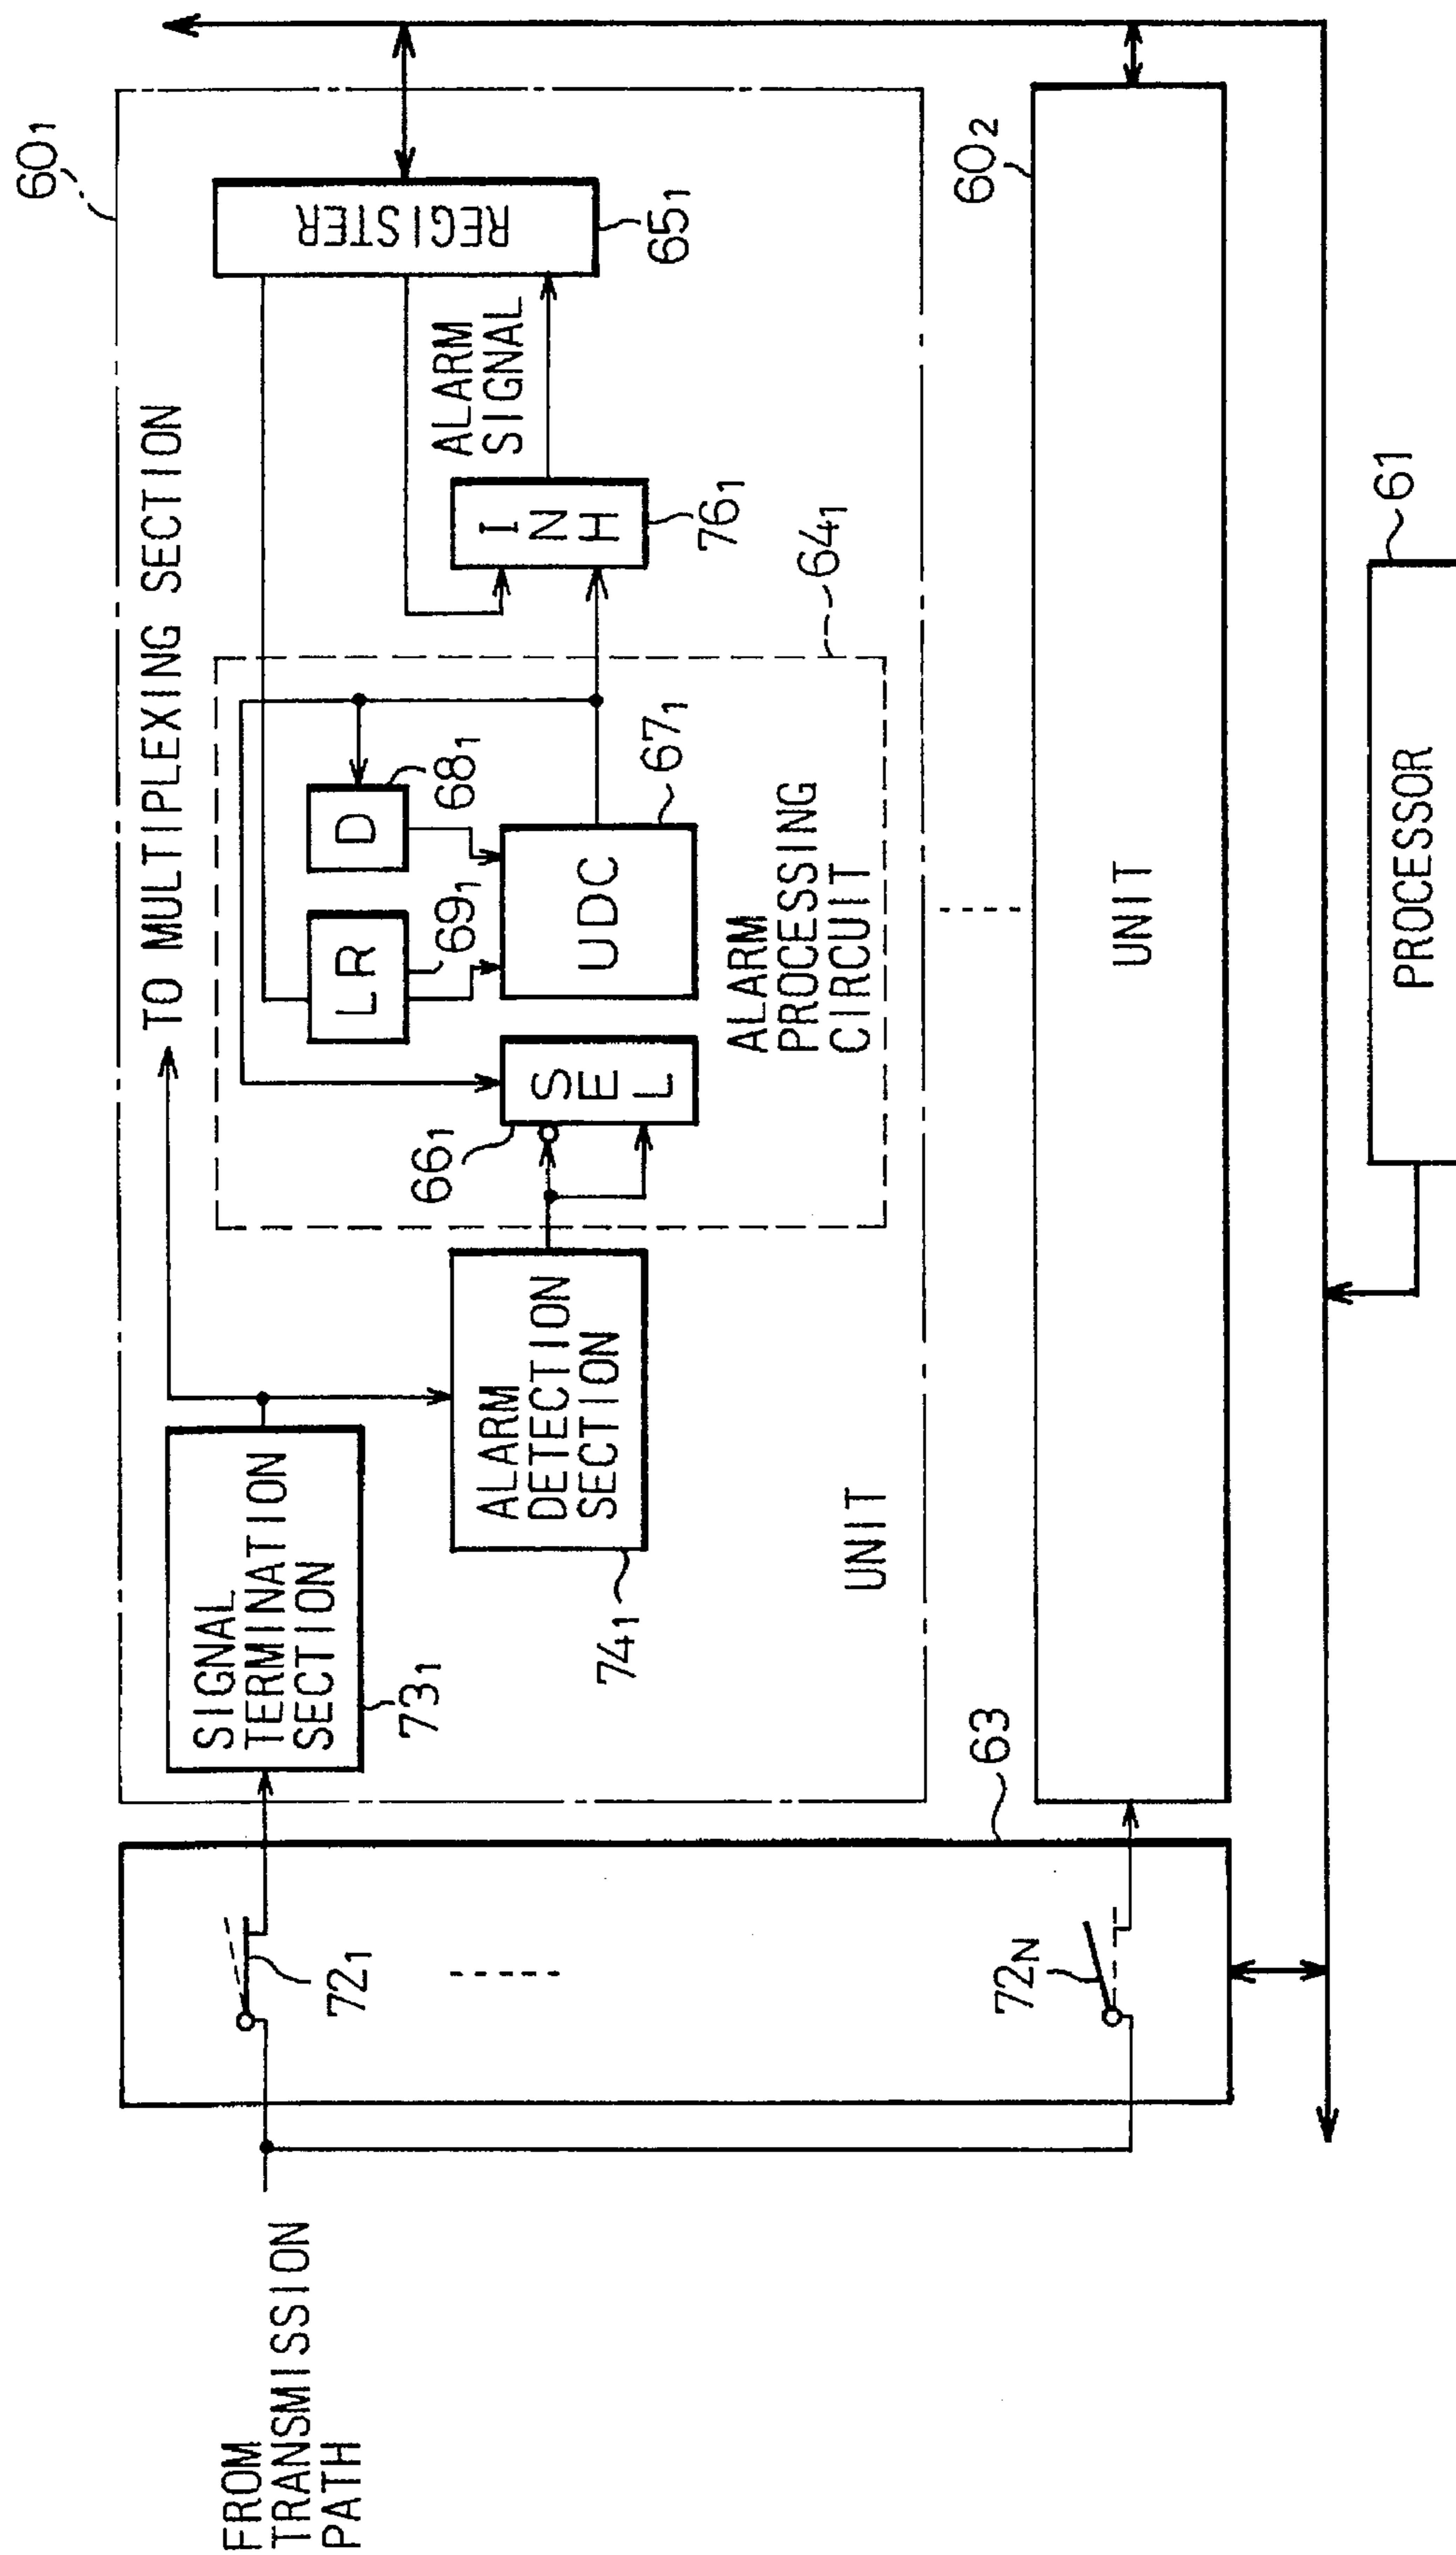 FROM
TRANSMISSION
PATH
72₁
72N
63
SIGNAL
TERMINATION
SECTION
73₁
TO MULTIPLEXING SECTION
60₁
ALARM
DETECTION
SECTION
74₁
UNIT
66₁
SEL
LR
69₁
D
68₁
UDC
67₁
ALARM
PROCESSING
CIRCUIT
64₁
INH
76₁
ALARM
SIGNAL
REGISTER
65₁
UNIT
60₂
PROCESSOR
61